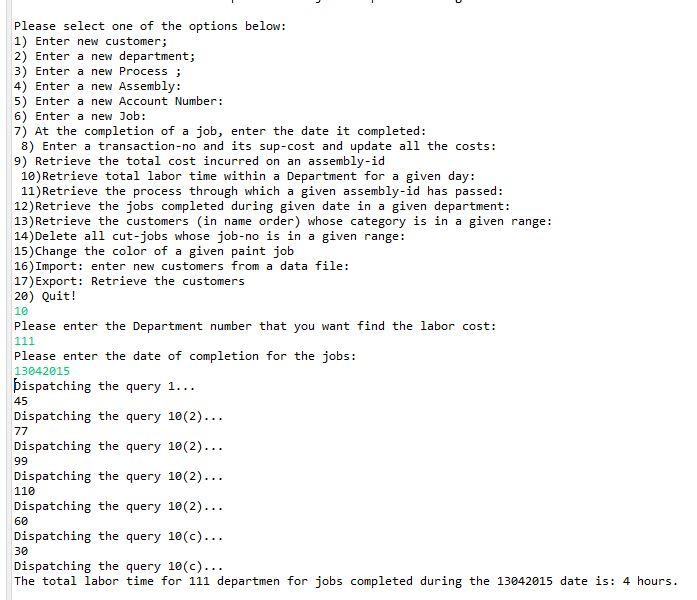 Please select one of the options below:
1) Enter new customer;
2) Enter a new department;
3) Enter a new Process ;
4) Enter a new Assembly:
5) Enter a new Account Number:
6) Enter a new Job:
7) At the completion of a job, enter the date it completed:
8) Enter a transaction-no and its sup-cost and update all the costs:
9) Retrieve the total cost incurred on an assembly-id
10)Retrieve total labor time within a Department for a given day:
11)Retrieve the process through which a given assembly-id has passed:
12)Retrieve the jobs completed during given date in a given department:
13)Retrieve the customers (in name order) whose category is in a given range:
14)Delete all cut-jobs whose job-no is in a given range:
15)Change the color of a given paint job
16)Import: enter new customers from a data file:
17)Export: Retrieve the customers
20) Quit!
10
Please enter the Department number that you want find the labor cost:
111
Please enter the date of completion for the jobs:
13042015
Dispatching the query 1...
45
Dispatching the query 10(2)...
77
Dispatching the query 10(2)...
99
Dispatching the query 10(2)...
110
Dispatching the query 10(2)...
60
Dispatching the query 10(c)...
30
Dispatching the query 10(c)...
The total labor time for 111 departmen for jobs completed during the 13042015 date is: 4 hours.